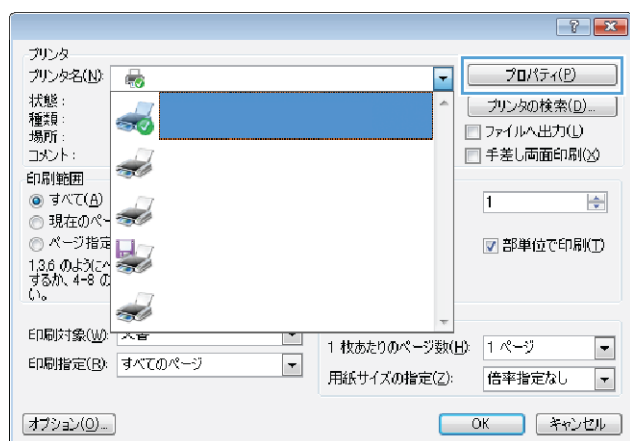 プリンタ
プリンタ名(N):
プロパティ(P)
状態：
プリンタの検索(D)...
種類：
ファイルへ出力(L)
場所：
手差し両面印刷(X)
コメント：
印刷範囲
すべて(A)
1
現在のペー
ページ指定
部単位で印刷(T)
1,3,6 のように
するか、4-8 の
い。
印刷対象(W):
1 枚あたりのページ数(H):
1 ページ
印刷指定(R):
すべてのページ
用紙サイズの指定(Z):
倍率指定なし
オプション(O)...
OK
キャンセル